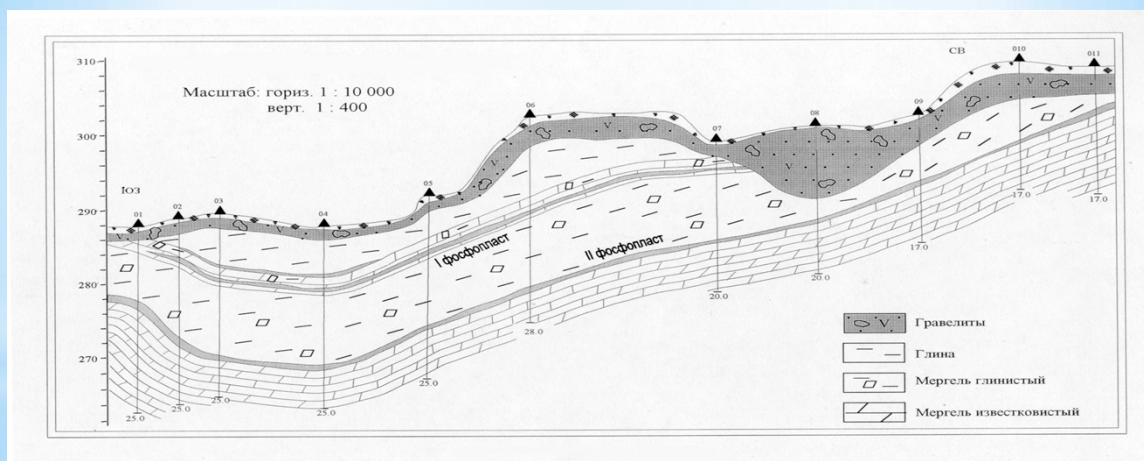 310
300
290
280
270
Масштаб: гориз. 1 : 10 000
верт. 1 : 400
ЮЗ
СВ
01
02
03
04
05
06
07
08
09
010
011
I фосфопласт
II фосфопласт
25.0
25.0
25.0
25.0
25.0
28.0
20.0
20.0
17.0
17.0
17.0
V
V
V
V
V
V
V
V
V Гравелиты
Глина
Мергель глинистый
Мергель известковистый